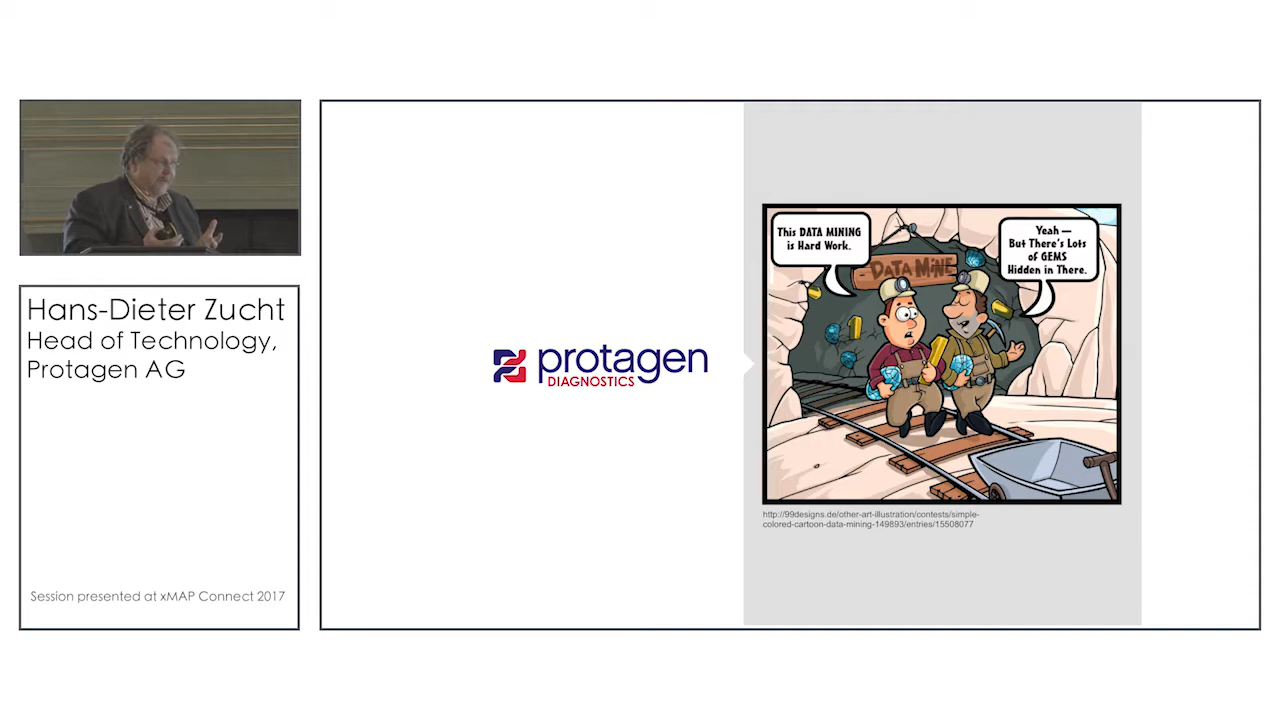 Hans-Dieter Zucht
Head of Technology,
Protagen AG
Session presented at xMAP Connect 2017
protagen
DIAGNOSTICS
This DATA MINING
is Hard Work.
Yeah —
But There's Lots
of GEMS
Hidden in There.
DATA MINE
http://99designs.de/other-art-illustration/contests/simple-
colored-cartoon-data-mining-149893/entries/15508077